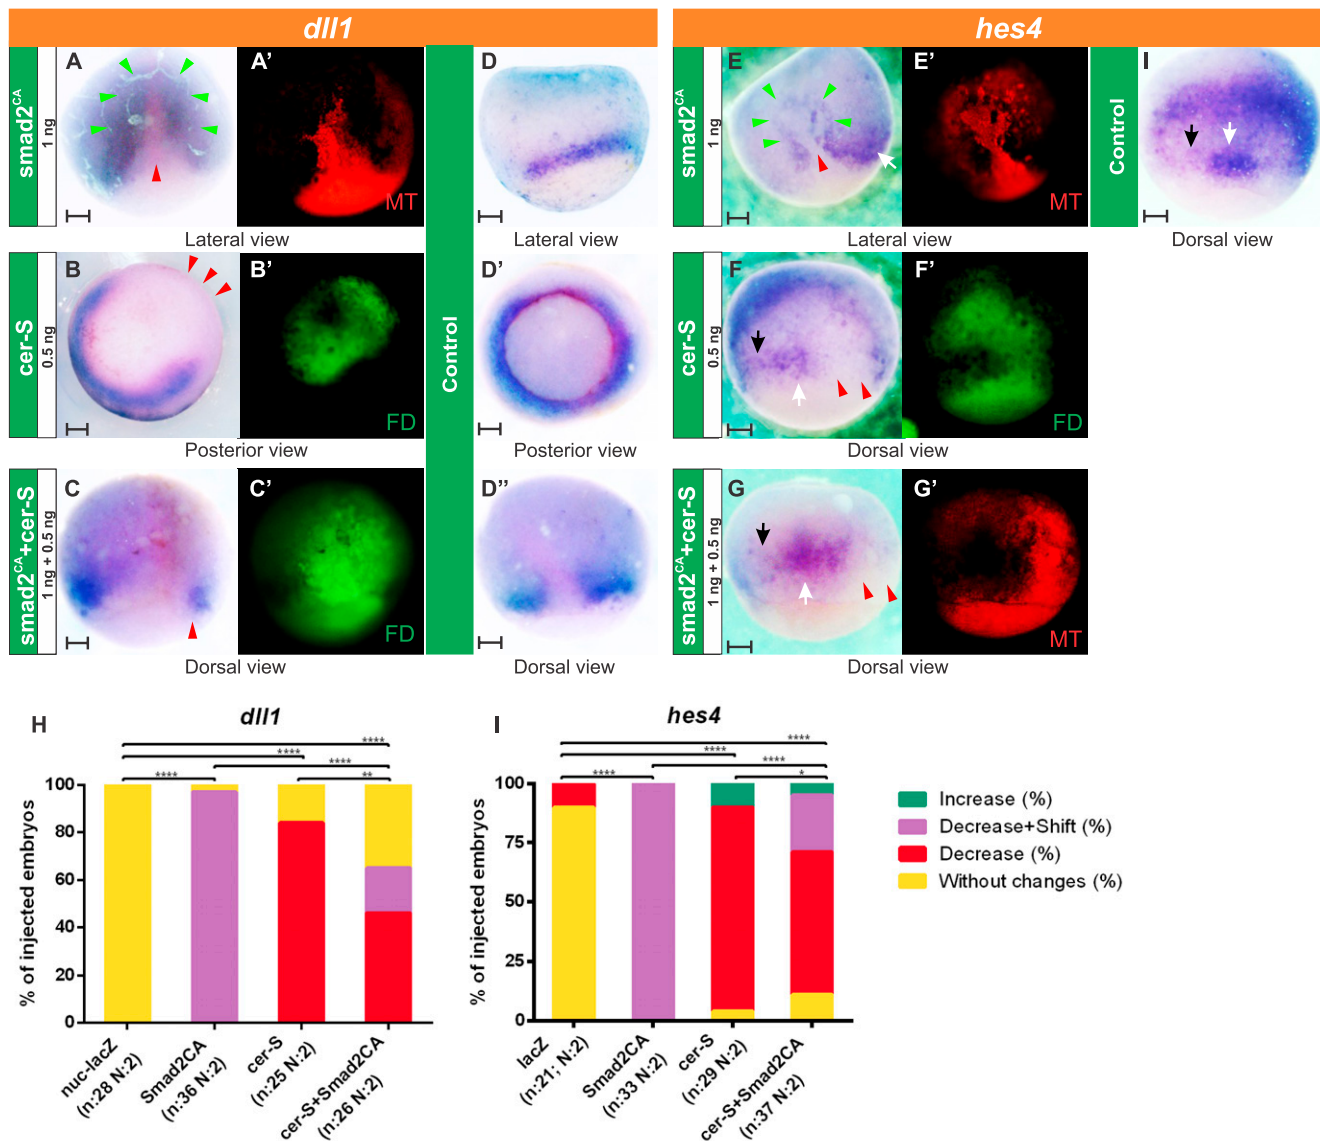 dll1
hes4
smad2CA
1 ng
A
A’
MT
Lateral view
Control
D
Lateral view
smad2CA
1 ng
E
E’
MT
Lateral view
Control
I
Dorsal view
cer-S
0.5 ng
B
B’
FD
Posterior view
D’
Posterior view
cer-S
0.5 ng
F
F’
FD
Dorsal view
smad2CA+cer-S
1 ng + 0.5 ng
C
C’
FD
Dorsal view
D’’
Dorsal view
smad2CA+cer-S
1 ng + 0.5 ng
G
G’
MT
Dorsal view
H
dll1
****
****
****
****
**
% of injected embryos
100
80
60
40
20
0
nuc-lacZ
(n:28 N:2)
Smad2CA
(n:36 N:2)
cer-S
(n:25 N:2)
cer-S+Smad2CA
(n:26 N:2)
I
hes4
****
****
****
****
*
% of injected embryos
100
75
50
25
0
lacZ
(n:21; N:2)
Smad2CA
(n:33 N:2)
cer-S
(n:29 N:2)
cer-S+Smad2CA
(n:37 N:2)
Increase (%)
Decrease+Shift (%)
Decrease (%)
Without changes (%)